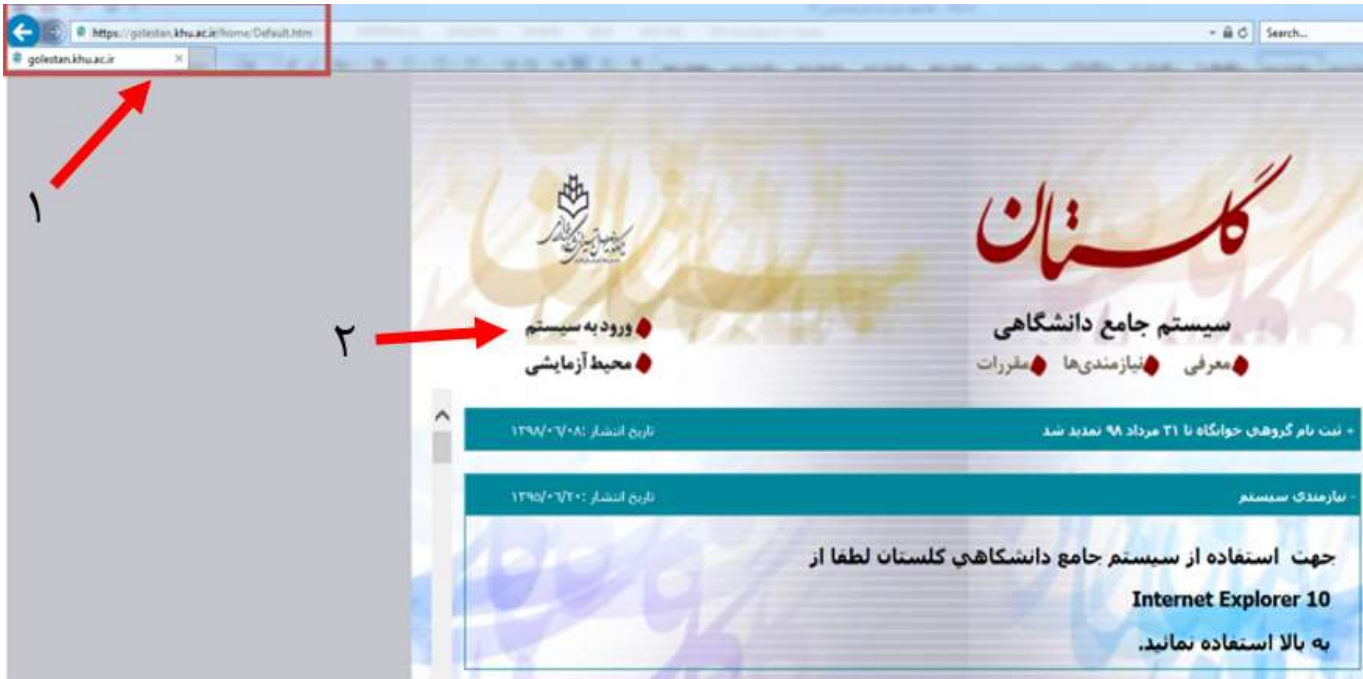 https://golestan.khu.ac.ir/home/Default.htm
Search...
golestan.khu.ac.ir
۱
گلستان
۲
سیستم جامع دانشگاهی
ورود به سیستم
معرفی نیازمندی‌ها مقررات
محیط آزمایشی
+ ثبت نام گروهی خوابگاه تا ۳۱ مرداد ۹۸ تمدید شد
تاریخ انتشار :۱۳۹۸/۰۶/۰۸
- نیازمندی سیستم
تاریخ انتشار :۱۳۹۵/۰۶/۲۰
جهت استفاده از سیستم جامع دانشگاهی گلستان لطفا از
Internet Explorer 10
به بالا استفاده نمائید.